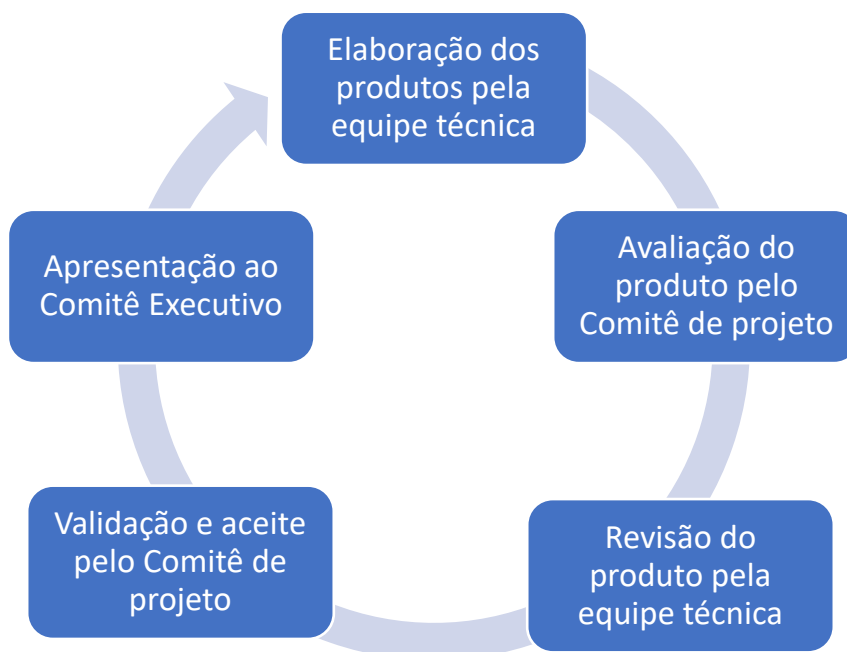 Elaboração dos
produtos pela
equipe técnica
Avaliação do
produto pelo
Comitê de projeto
Revisão do
produto pela
equipe técnica
Validação e aceite
pelo Comitê de
projeto
Apresentação ao
Comitê Executivo